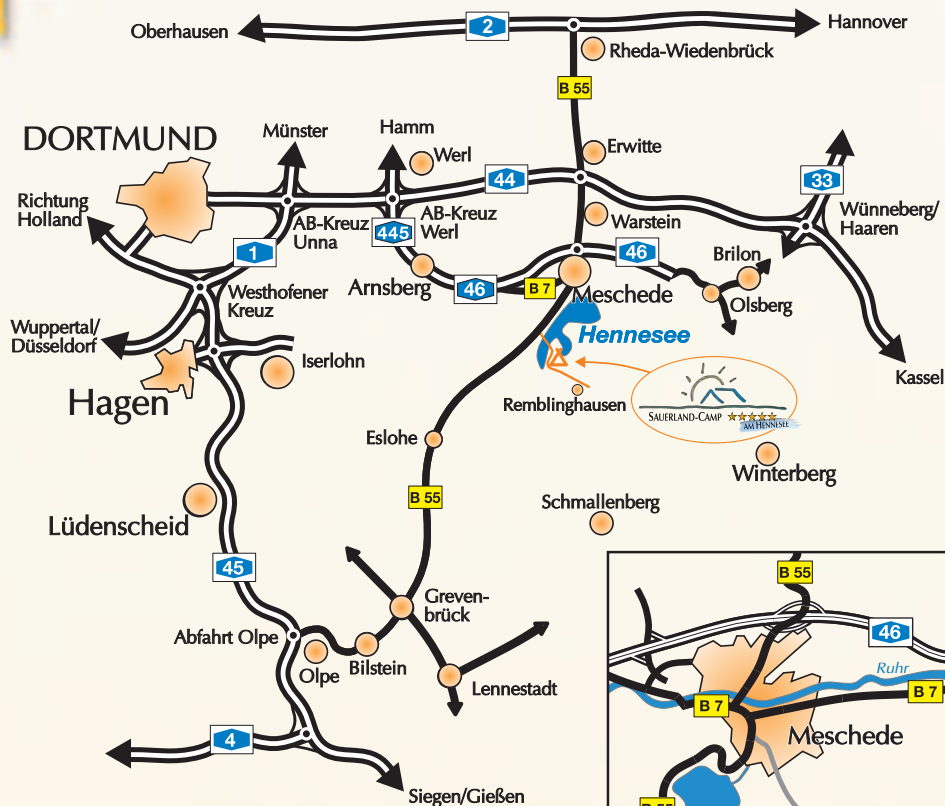 Oberhausen
2
Hannover
Rheda-Wiedenbrück
B 55
DORTMUND
Münster
Hamm
Werl
Erwitte
44
33
Richtung
Holland
AB-Kreuz
Unna
445
AB-Kreuz
Werl
Warstein
Wünneberg/
Haaren
1
46
Brilon
Arnsberg
46
B 7
Meschede
Olsberg
Westhofener
Kreuz
Wuppertal/
Düsseldorf
Hennesee
Iserlohn
Kassel
Hagen
Remblinghausen
SAUERLAND-CAMP
AM HENNESEE
Eslohe
Winterberg
B 55
Schmallenberg
Lüdenscheid
45
B 55
Greven-
brück
46
Abfahrt Olpe
Olpe
Bilstein
Lennestadt
Ruhr
B 7
B 7
4
Meschede
Siegen/Gießen
B 55